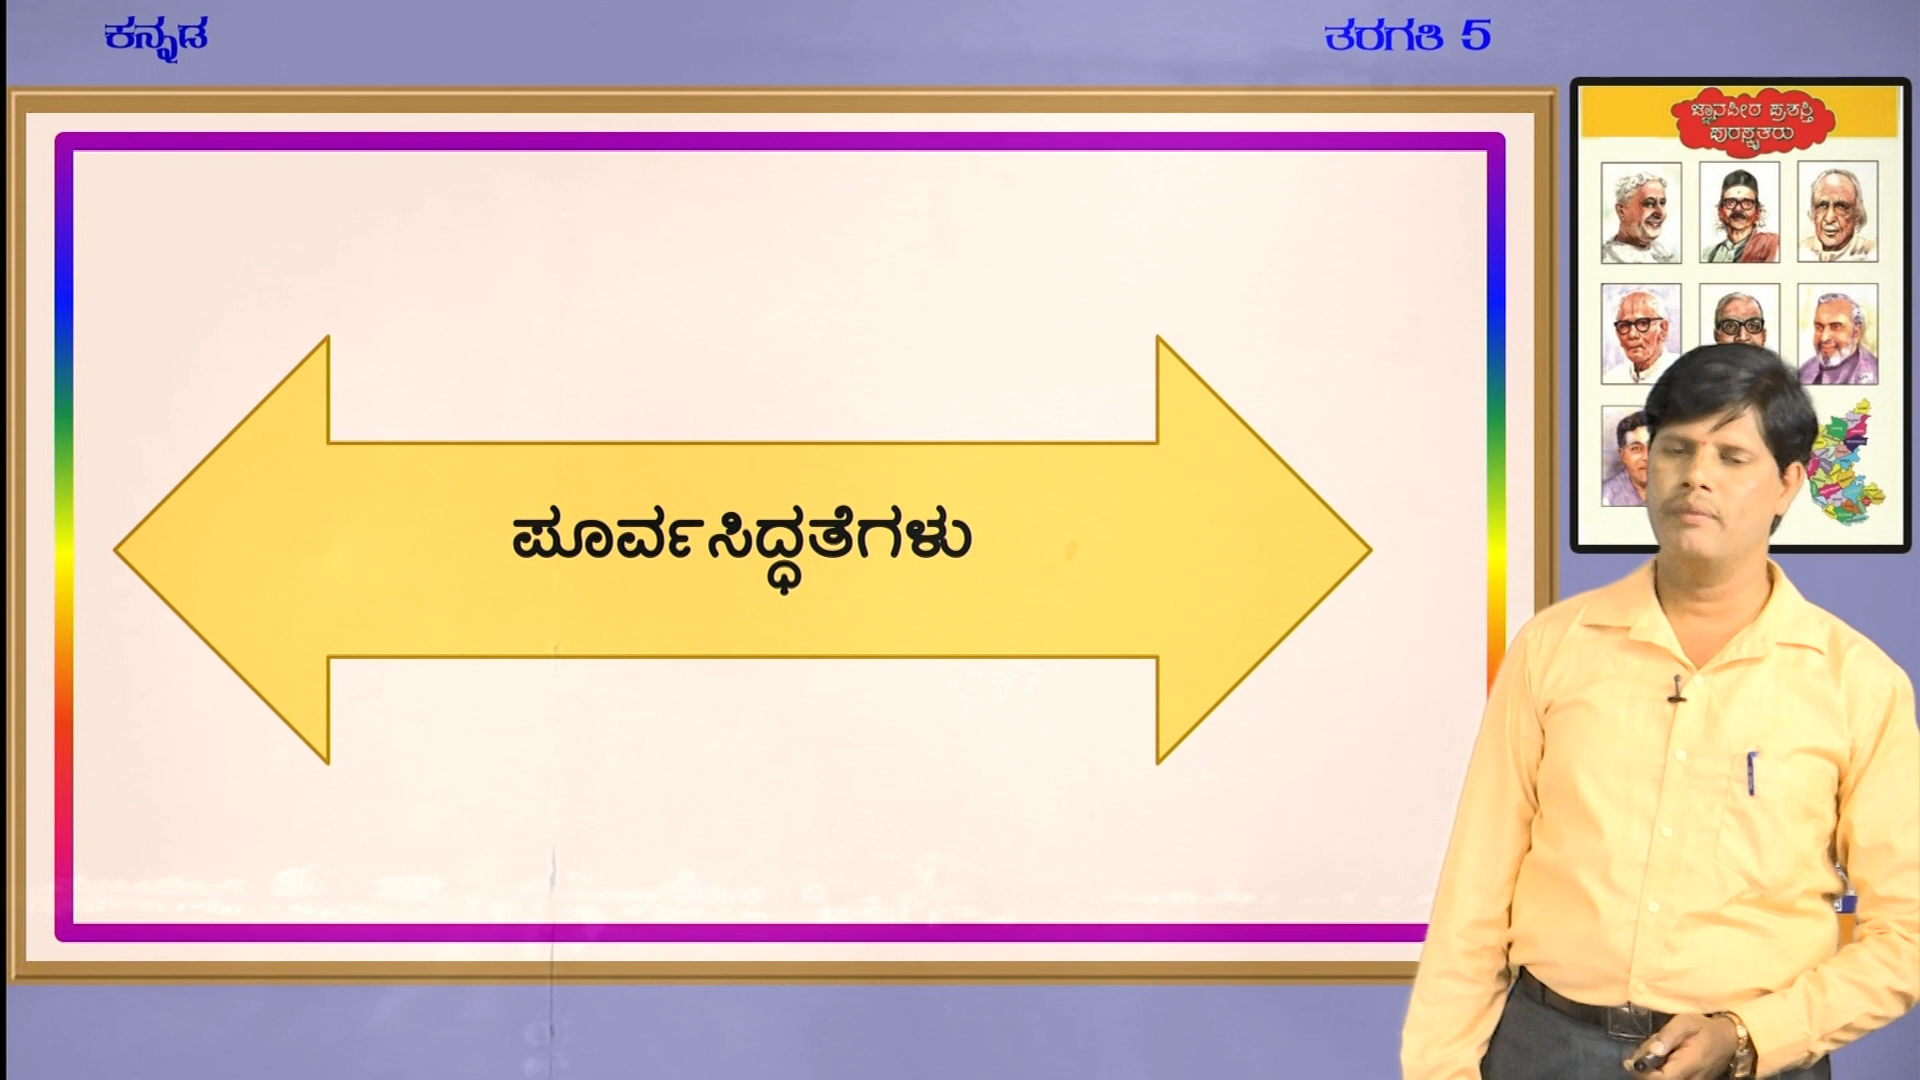 ಕನ್ನಡ
ತರಗತಿ 5
ಜ್ಞಾನಪೀಠ ಪ್ರಶಸ್ತಿ
ಪುರಸ್ಕೃತರು
ಪೂರ್ವಸಿದ್ಧತೆಗಳು